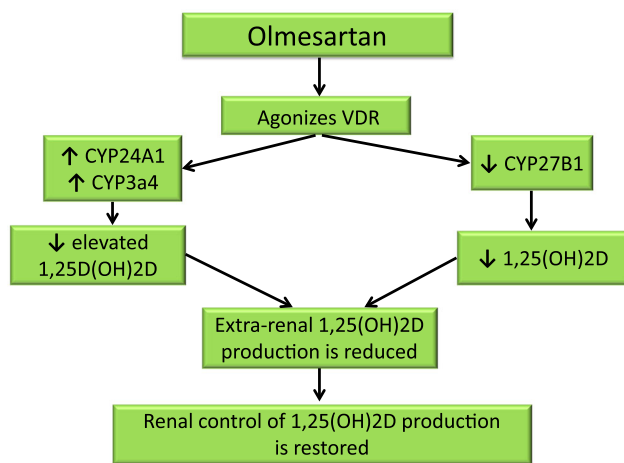 Olmesartan
Agonizes VDR
↑ CYP24A1
↑ CYP3a4
↓ CYP27B1
↓ elevated
1,25D(OH)2D
↓ 1,25(OH)2D
Extra-renal 1,25(OH)2D
production is reduced
Renal control of 1,25(OH)2D production
is restored